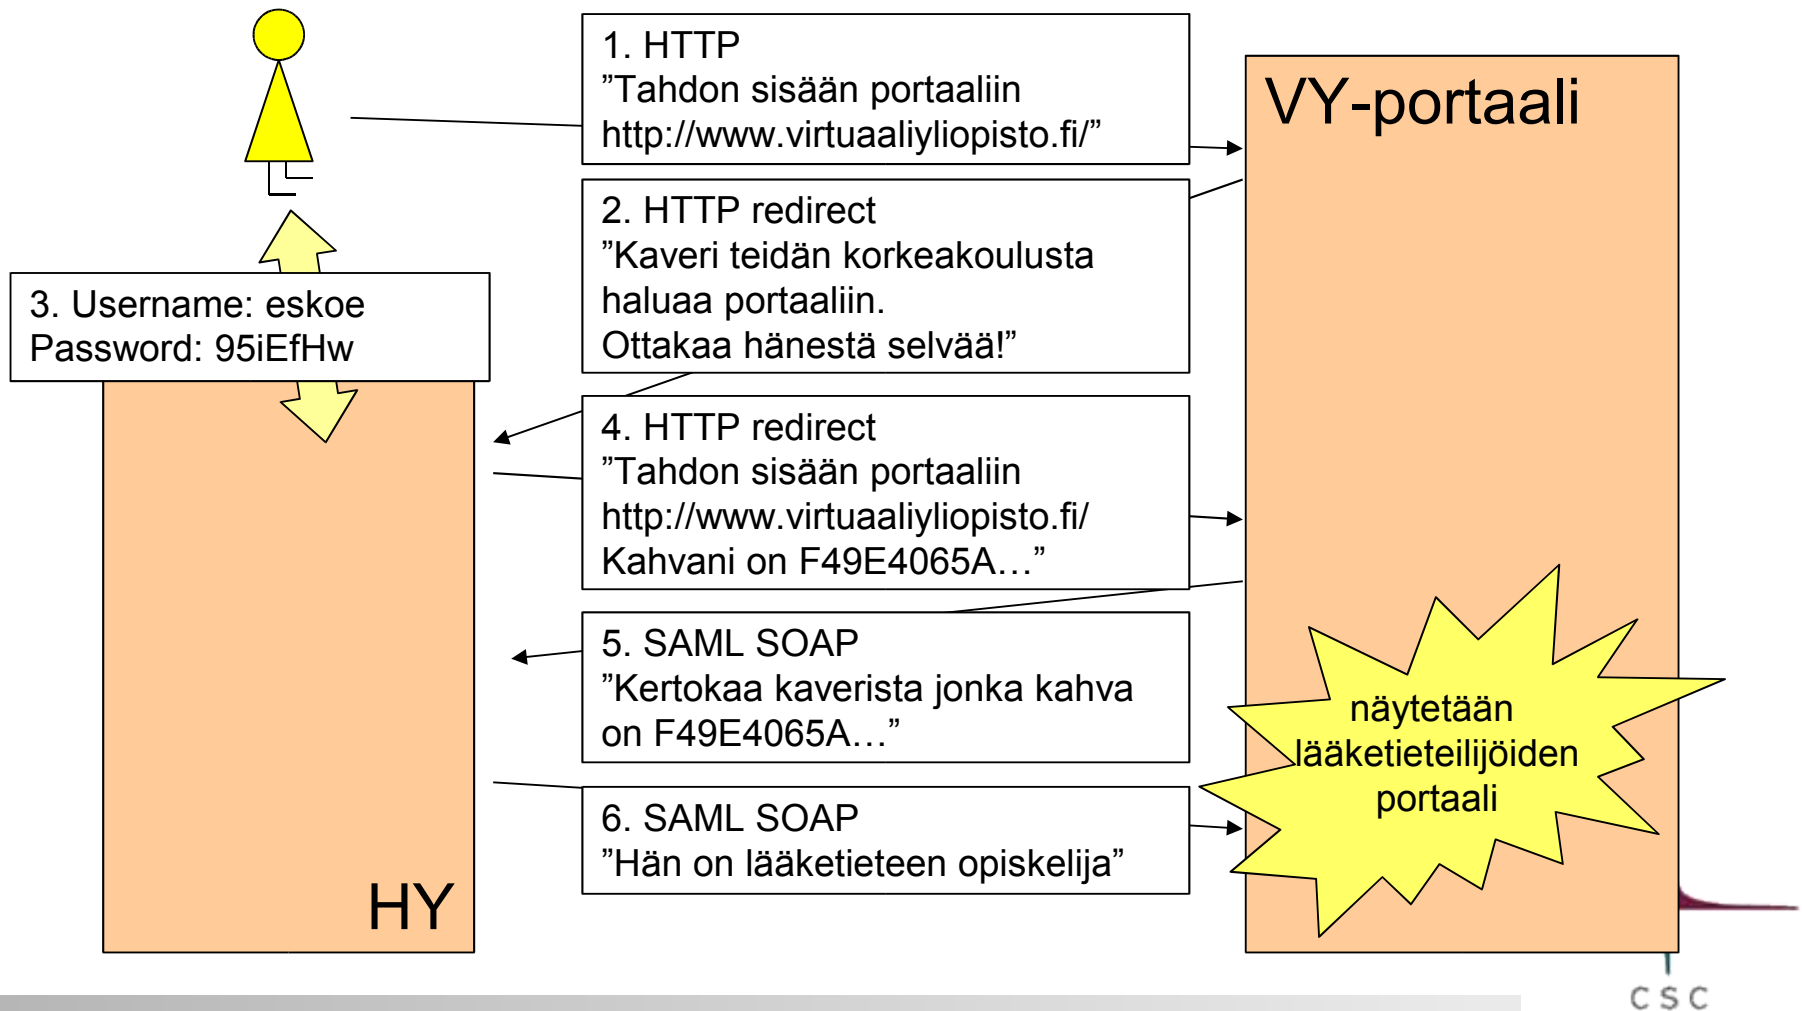 1. HTTP
”Tahdon sisään portaaliin
http://www.virtuaaliyliopisto.fi/”
VY-portaali
2. HTTP redirect
”Kaveri teidän korkeakoulusta
haluaa portaaliin.
Ottakaa hänestä selvää!”
3. Username: eskoe
Password: 95iEfHw
4. HTTP redirect
”Tahdon sisään portaaliin
http://www.virtuaaliyliopisto.fi/
Kahvani on F49E4065A…”
5. SAML SOAP
”Kertokaa kaverista jonka kahva
on F49E4065A…”
6. SAML SOAP
”Hän on lääketieteen opiskelija”
näytetään
lääketieteilijöiden
portaali
HY
CSC